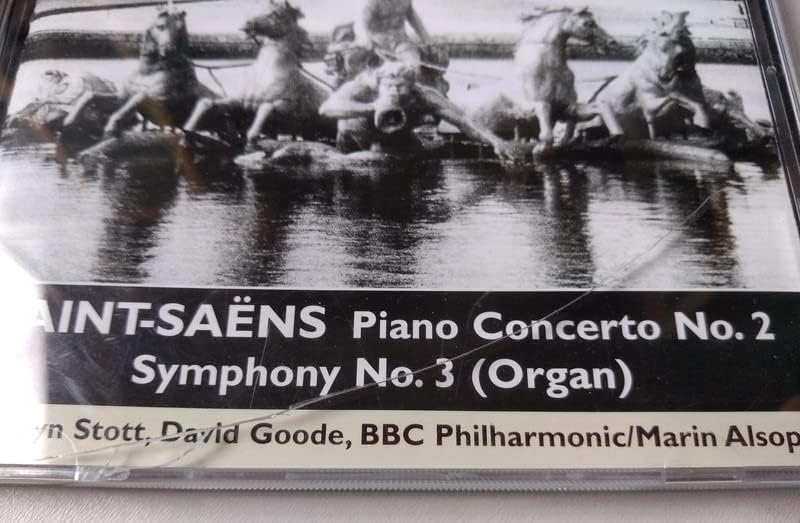 AINT-SAËNS Piano Concerto No. 2
Symphony No. 3 (Organ)
yn Stott, David Goode, BBC Philharmonic/Marin Alsop